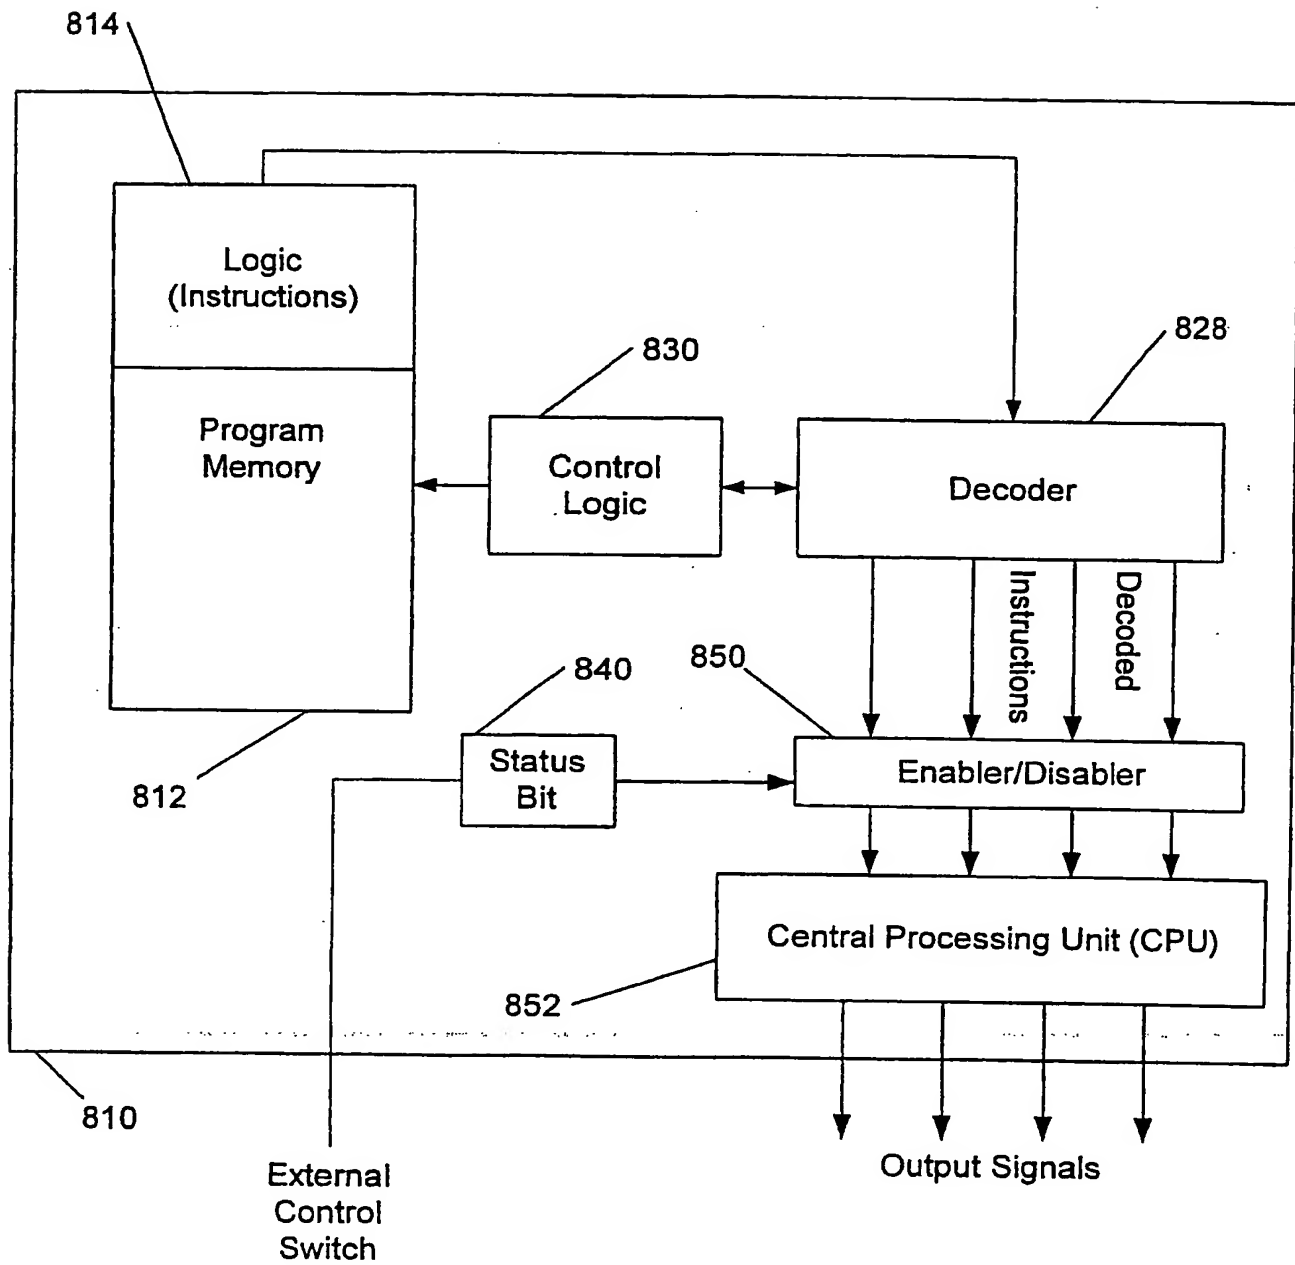 814
Logic
(Instructions)
830
828
Program
Memory
Control
Logic
Decoder
Decoded
Instructions
840
850
Status
Bit
Enabler/Disabler
812
Central Processing Unit (CPU)
852
810
External
Control
Switch
Output Signals